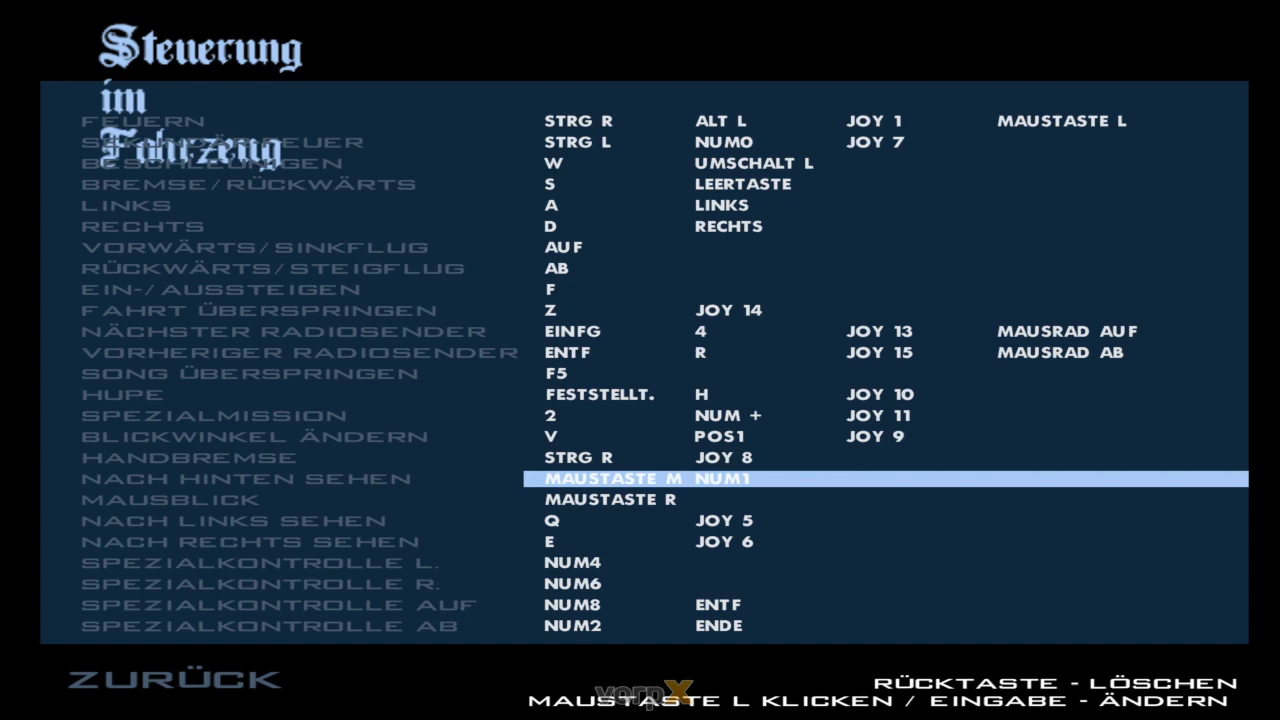 Steuerung
im
Fahrzeug
FEUERN STRG R ALT L JOY 1 MAUSTASTE L
STRG L NUM0 JOY 7
BESCHLEUNIGEN W UMSCHALT L
BREMSE/RÜCKWÄRTS S LEERTASTE
LINKS A LINKS
RECHTS D RECHTS
VORWÄRTS/SINKFLUG AUF
RÜCKWÄRTS/STEIGFLUG AB
EIN-/AUSSTEIGEN F
FAHRT ÜBERSPRINGEN Z JOY 14
NÄCHSTER RADIOSENDER EINFG 4 JOY 13 MAUSRAD AUF
VORHERIGER RADIOSENDER ENTF R JOY 15 MAUSRAD AB
SONG ÜBERSPRINGEN F5
HUPE FESTSTELLT. H JOY 10
SPEZIALMISSION 2 NUM + JOY 11
BLICKWINKEL ÄNDERN V POS1 JOY 9
HANDBREMSE STRG R JOY 8
NACH HINTEN SEHEN MAUSTASTE M NUM1
MAUSBLICK MAUSTASTE R
NACH LINKS SEHEN Q JOY 5
NACH RECHTS SEHEN E JOY 6
SPEZIALKONTROLLE L. NUM4
SPEZIALKONTROLLE R. NUM6
SPEZIALKONTROLLE AUF NUM8 ENTF
SPEZIALKONTROLLE AB NUM2 ENDE
ZURÜCK
RÜCKTASTE - LÖSCHEN
vorpX
MAUSTASTE L KLICKEN / EINGABE - ÄNDERN